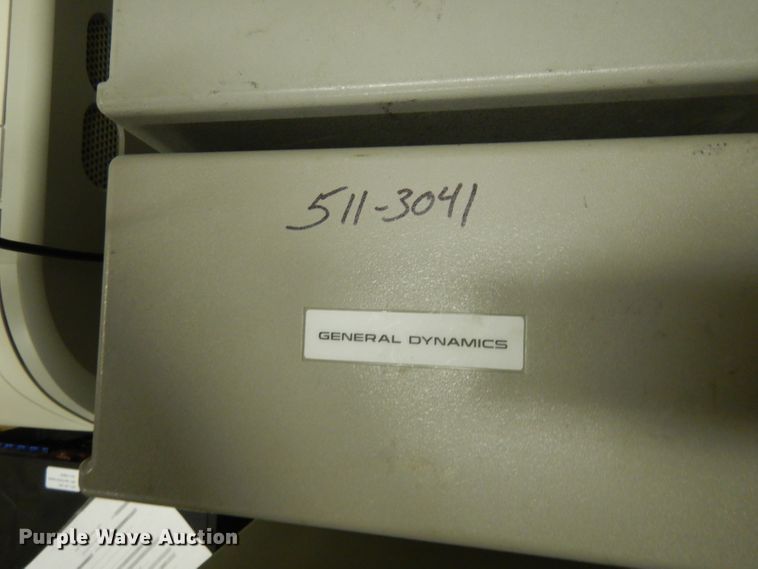 511-3041
GENERAL DYNAMICS
Purple Wave Auction